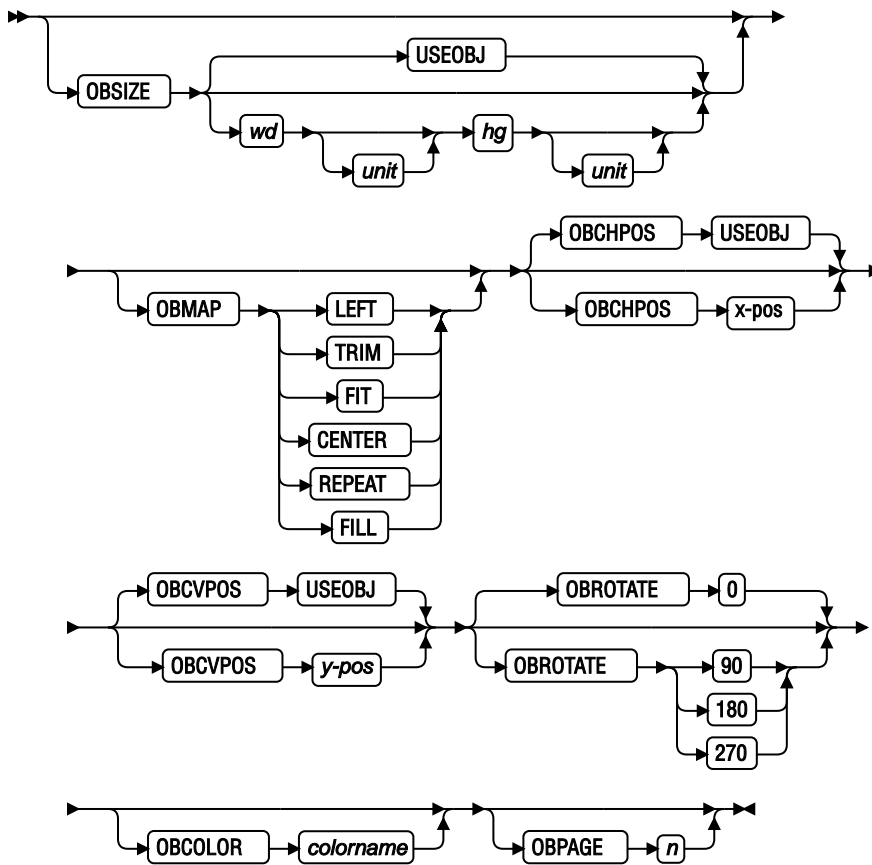 USEOBJ
OBSIZE
wd hg
unit unit
OBCHPOS USEOBJ
OBMAP LEFT OBCHPOS x-pos
TRIM
FIT
CENTER
REPEAT
FILL
OBCVPOS USEOBJ OBROTATE 0
OBCVPOS y-pos OBROTATE 90
180
270
OBCOLOR colorname OBPAGE n